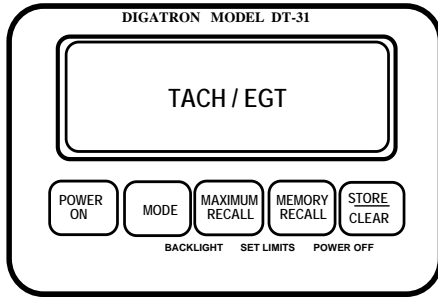 DIGATRON MODEL DT-31
TACH / EGT
POWER ON
MODE
MAXIMUM RECALL
MEMORY RECALL
STORE
CLEAR
BACKLIGHT SET LIMITS POWER OFF